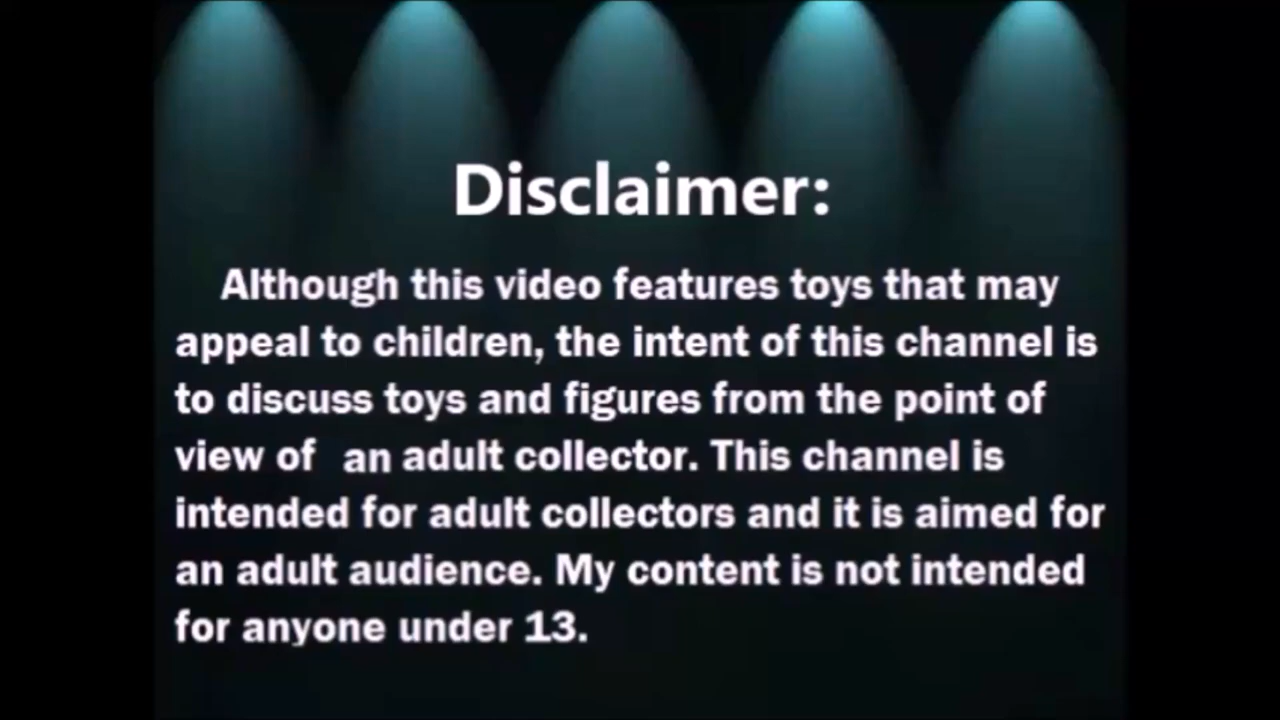 Disclaimer:
Although this video features toys that may
appeal to children, the intent of this channel is
to discuss toys and figures from the point of
view of an adult collector. This channel is
intended for adult collectors and it is aimed for
an adult audience. My content is not intended
for anyone under 13.